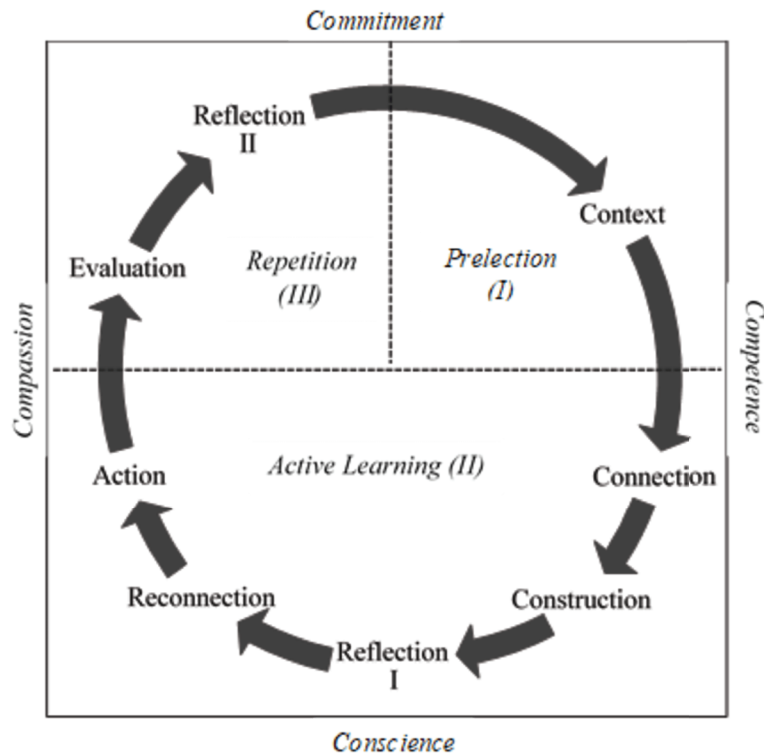 Commitment
Reflection
II
Context
Evaluation
Repetition
(III)
Prelection
(I)
Compassion
Competence
Active Learning (II)
Action
Connection
Reconnection
Construction
Reflection
I
Conscience